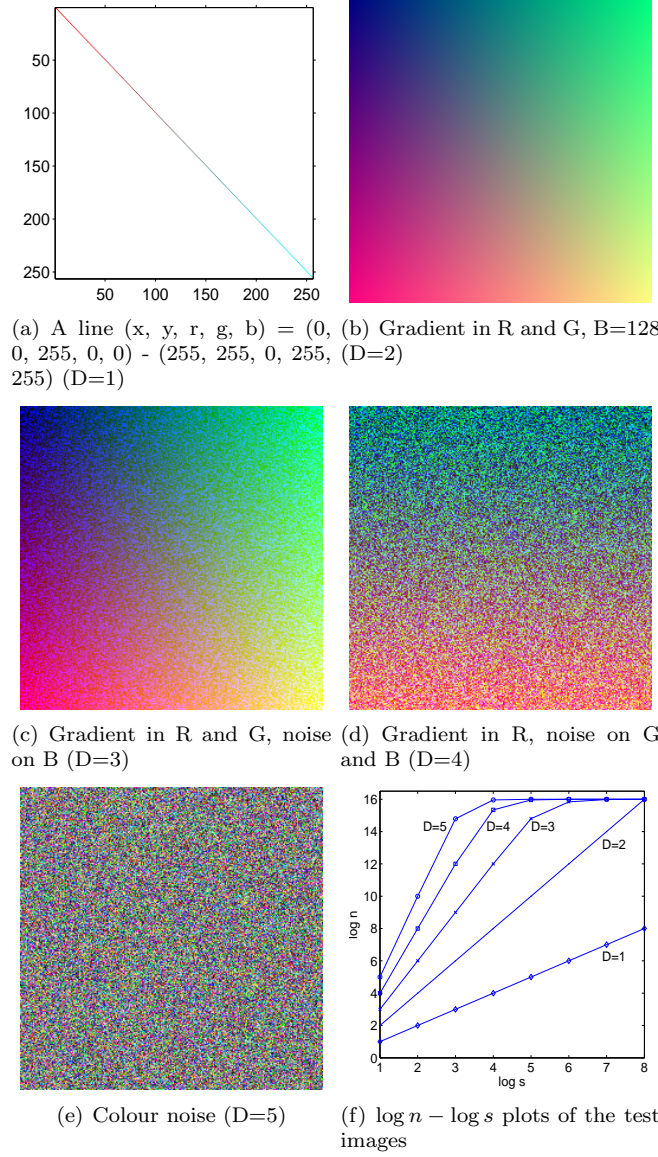 50
100
150
200
250
50 100 150 200 250
(a) A line (x, y, r, g, b) = (0,
0, 255, 0, 0) - (255, 255, 0, 255,
255) (D=1)
(b) Gradient in R and G, B=128
(D=2)
(c) Gradient in R and G, noise
on B (D=3)
(d) Gradient in R, noise on G
and B (D=4)
16
14
12
10
8
6
4
2
0
log n
D=5
D=4
D=3
D=2
D=1
1 2 3 4 5 6 7 8
log s
(e) Colour noise (D=5)
(f) log n − log s plots of the test
images